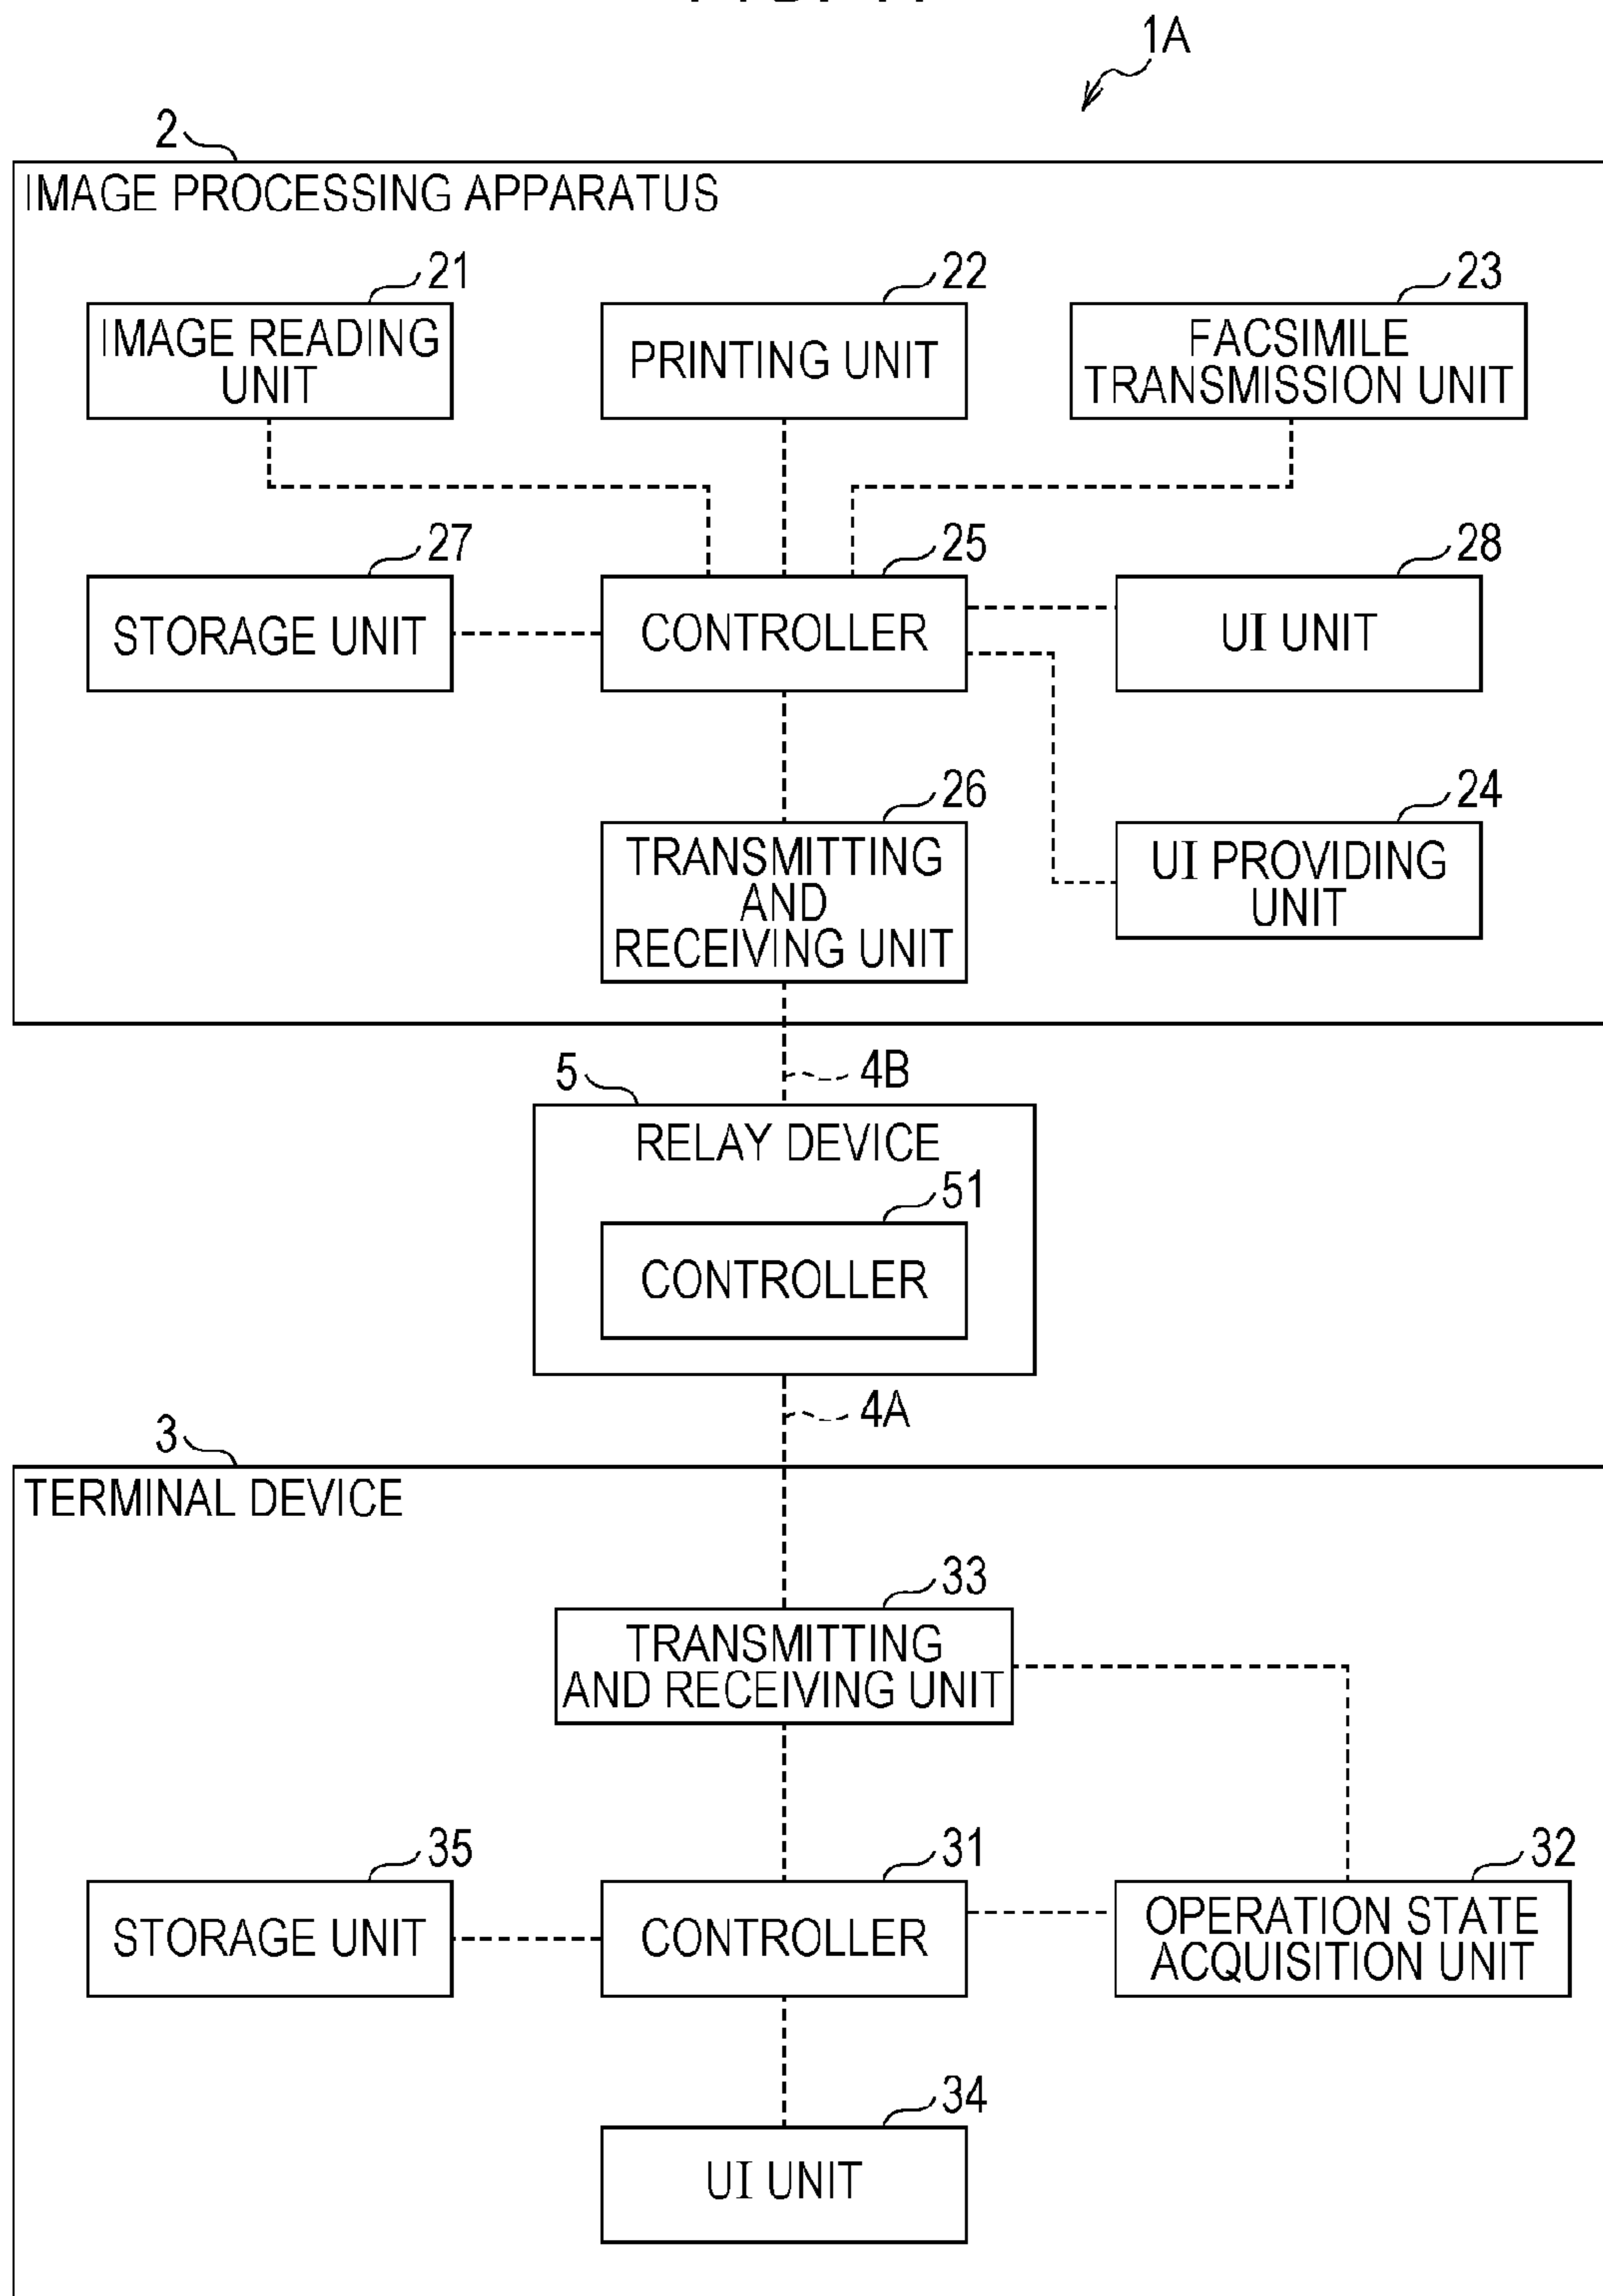 1A
2
IMAGE PROCESSING APPARATUS
21
22
23
IMAGE READING
UNIT
PRINTING UNIT
FACSIMILE
TRANSMISSION UNIT
27
25
28
STORAGE UNIT
CONTROLLER
UI UNIT
26
24
TRANSMITTING
AND
RECEIVING UNIT
UI PROVIDING
UNIT
4B
5
RELAY DEVICE
51
CONTROLLER
4A
3
TERMINAL DEVICE
33
TRANSMITTING
AND RECEIVING UNIT
35
31
32
STORAGE UNIT
CONTROLLER
OPERATION STATE
ACQUISITION UNIT
34
UI UNIT